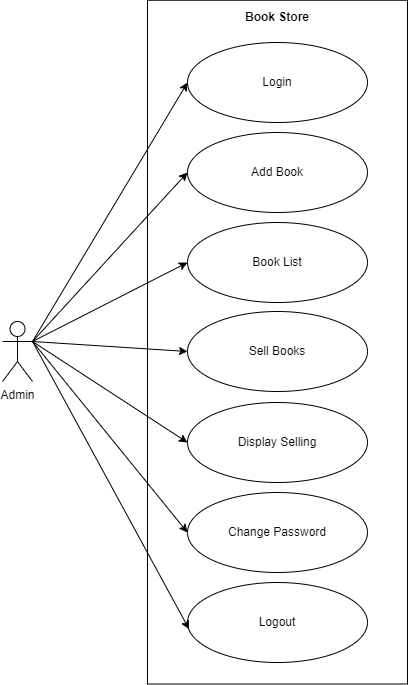 Book Store
Login
Add Book
Book List
Sell Books
Admin
Display Selling
Change Password
Logout